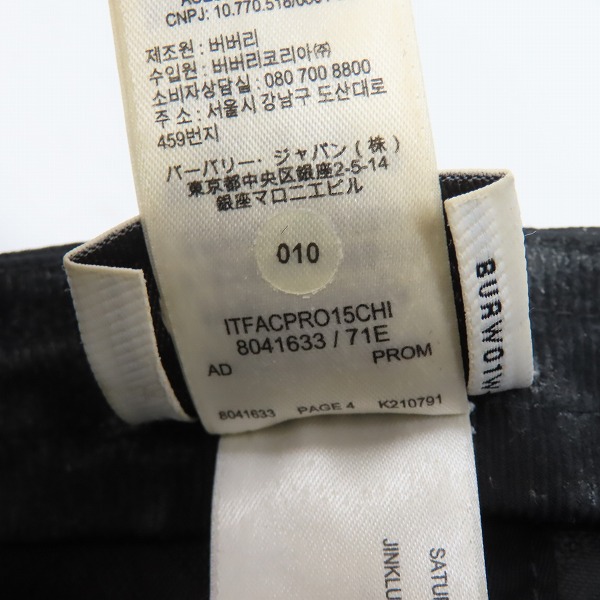 CNPJ: 10.770.518/0001
제조원 : 버버리
수입원 : 버버리코리아㈜
소비자상담실 : 080 700 8800
주 소 : 서울시 강남구 도산대로
459번지
バーバリー・ジャパン(株)
東京都中央区銀座2-5-14
銀座マロニエビル
010
ITFACPRO15CHI
8041633 / 71E
AD PROM
8041633 PAGE 4 K210791
BURW01W
SATU
JINKLU